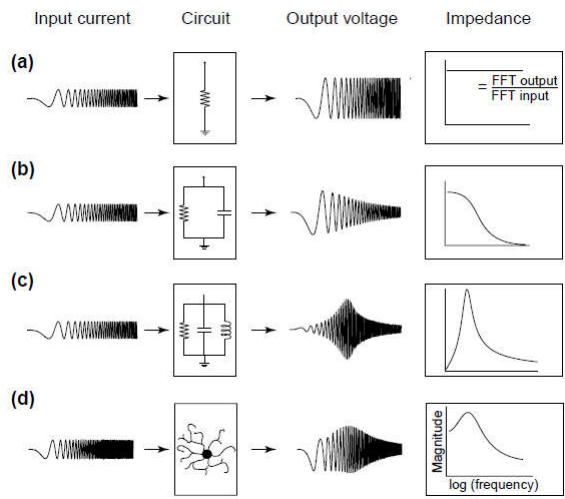 Input current Circuit Output voltage Impedance
(a)
= FFT output
FFT input
(b)
(c)
(d)
Magnitude
log (frequency)